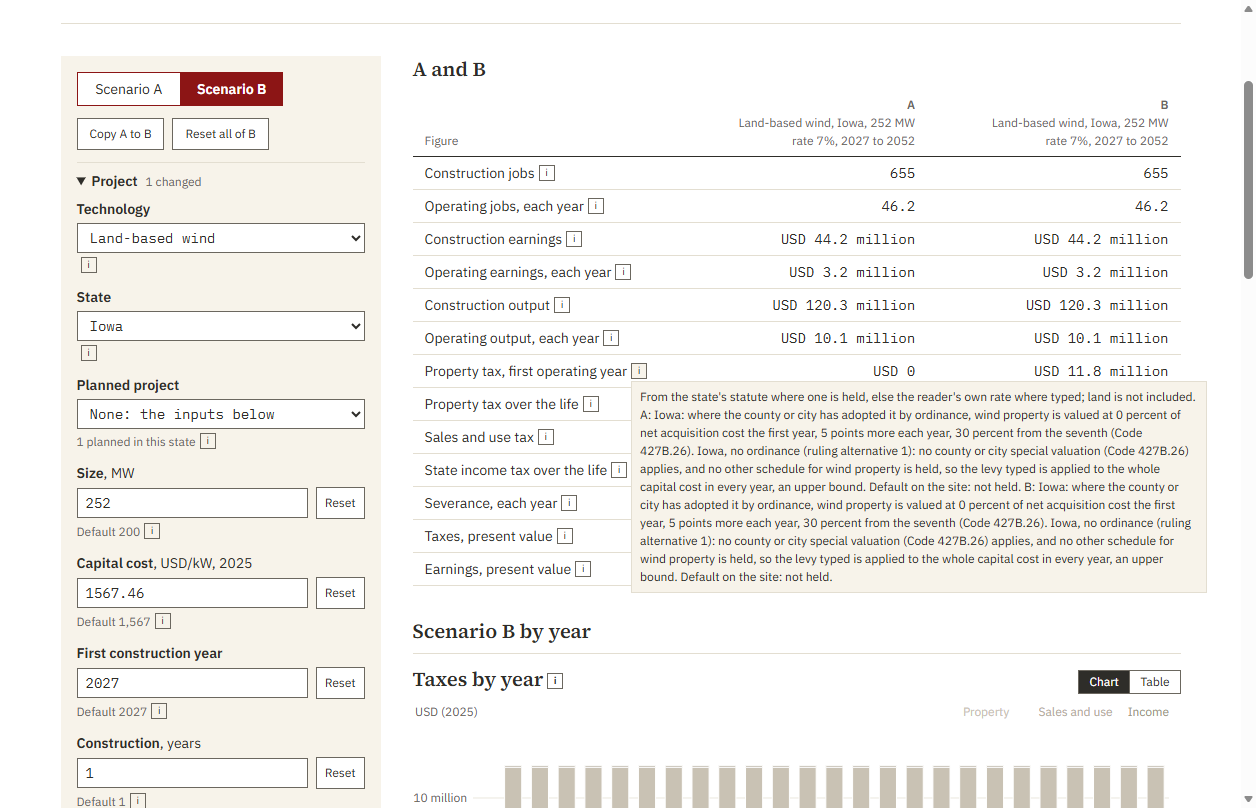 Scenario A
Scenario B
Copy A to B
Reset all of B
▼ Project 1 changed
Technology
Land-based wind
i
State
Iowa
i
Planned project
None: the inputs below
1 planned in this state i
Size, MW
252
Reset
Default 200 i
Capital cost, USD/kW, 2025
1567.46
Reset
Default 1,567 i
First construction year
2027
Reset
Default 2027 i
Construction, years
1
Reset
Default 1 i
A and B
A
B
Land-based wind, Iowa, 252 MW
Land-based wind, Iowa, 252 MW
Figure
rate 7%, 2027 to 2052
rate 7%, 2027 to 2052
Construction jobs i 655 655
Operating jobs, each year i 46.2 46.2
Construction earnings i USD 44.2 million USD 44.2 million
Operating earnings, each year i USD 3.2 million USD 3.2 million
Construction output i USD 120.3 million USD 120.3 million
Operating output, each year i USD 10.1 million USD 10.1 million
Property tax, first operating year i USD 0 USD 11.8 million
Property tax over the life i
Sales and use tax i
State income tax over the life i
Severance, each year i
Taxes, present value i
Earnings, present value i
From the state's statute where one is held, else the reader's own rate where typed; land is not included.
A: Iowa: where the county or city has adopted it by ordinance, wind property is valued at 0 percent of
net acquisition cost the first year, 5 points more each year, 30 percent from the seventh (Code
427B.26). Iowa, no ordinance (ruling alternative 1): no county or city special valuation (Code 427B.26)
applies, and no other schedule for wind property is held, so the levy typed is applied to the whole
capital cost in every year, an upper bound. Default on the site: not held. B: Iowa: where the county or
city has adopted it by ordinance, wind property is valued at 0 percent of net acquisition cost the first
year, 5 points more each year, 30 percent from the seventh (Code 427B.26). Iowa, no ordinance (ruling
alternative 1): no county or city special valuation (Code 427B.26) applies, and no other schedule for
wind property is held, so the levy typed is applied to the whole capital cost in every year, an upper
bound. Default on the site: not held.
Scenario B by year
Taxes by year i
Chart
Table
USD (2025)
Property
Sales and use
Income
10 million